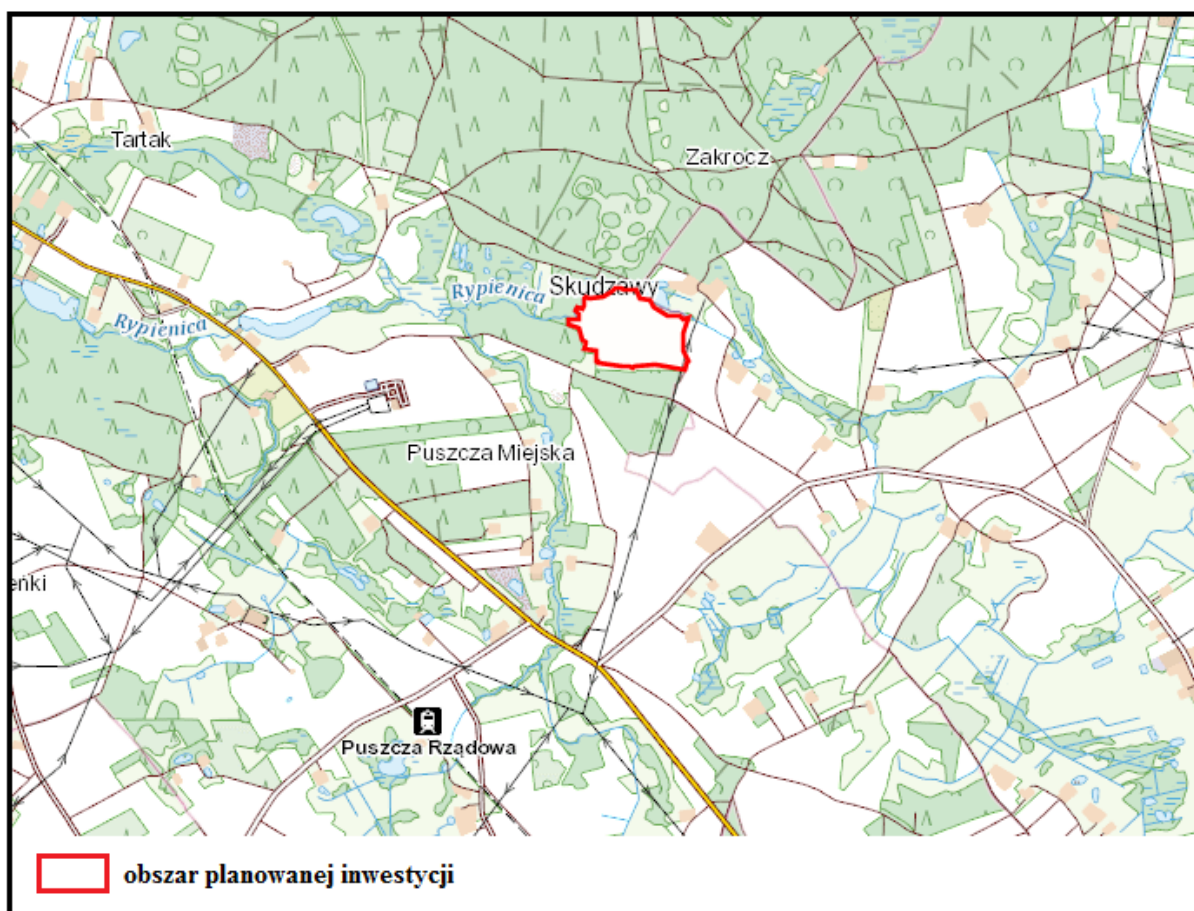 Tartak
Zakrocz
Skudzawy
Rypienica
Rypienica
Puszcza Miejska
eńki
Puszcza Rządowa
obszar planowanej inwestycji